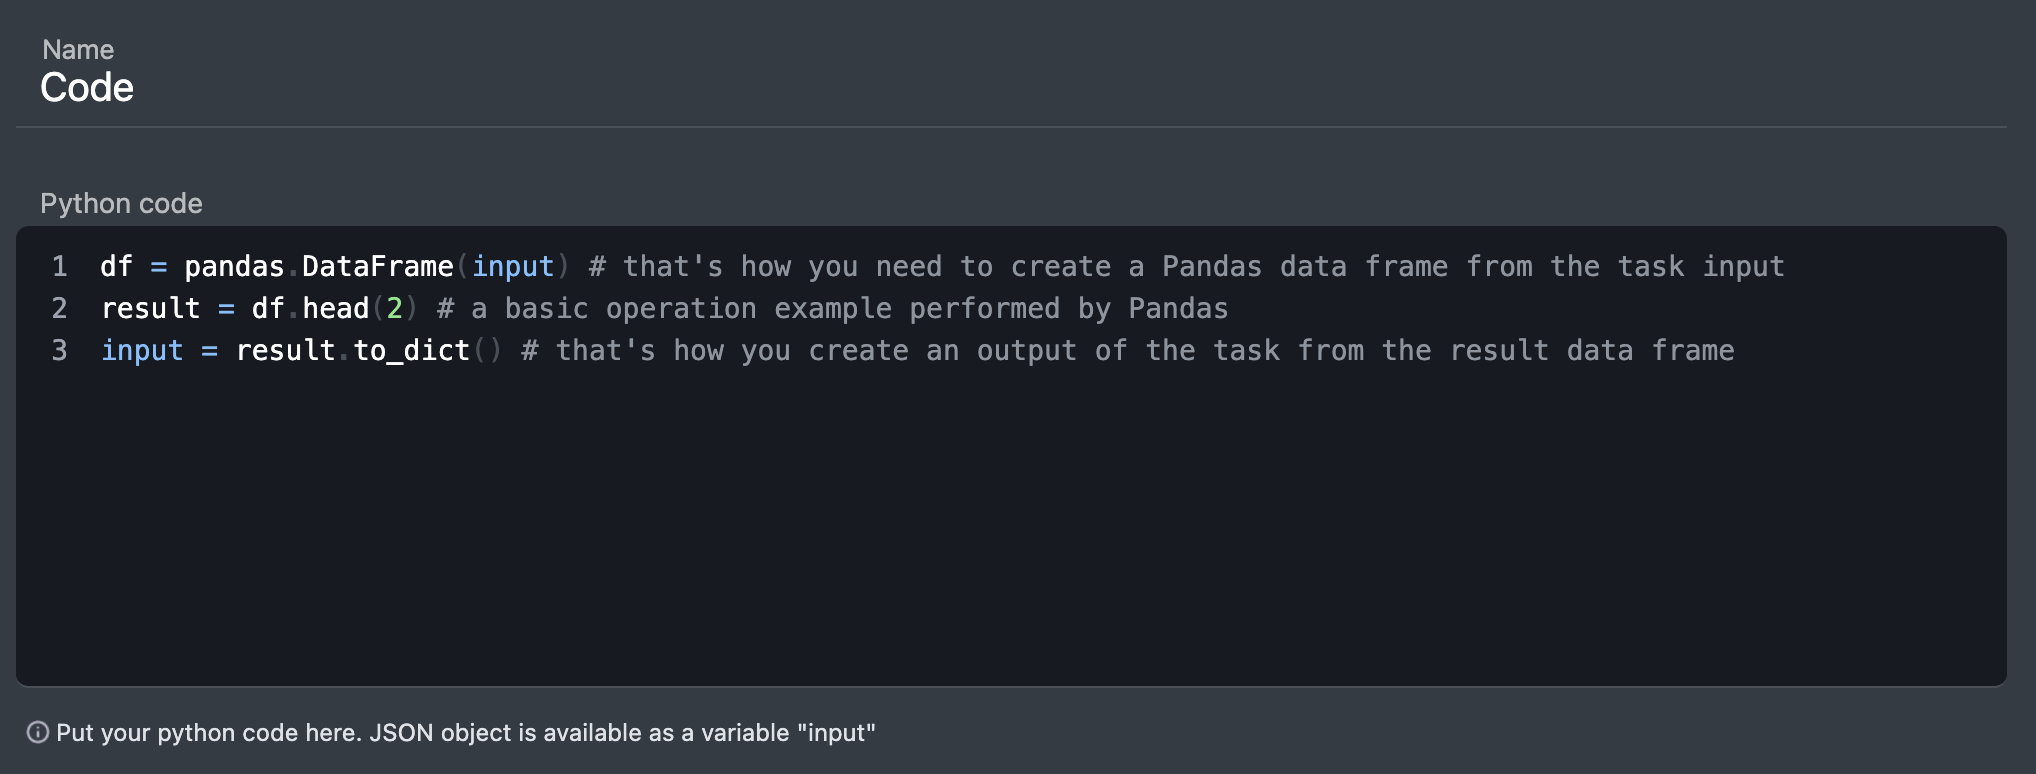 Name
Code
Python code
1 df = pandas.DataFrame(input) # that's how you need to create a Pandas data frame from the task input
2 result = df.head(2) # a basic operation example performed by Pandas
3 input = result.to_dict() # that's how you create an output of the task from the result data frame
Put your python code here. JSON object is available as a variable "input"